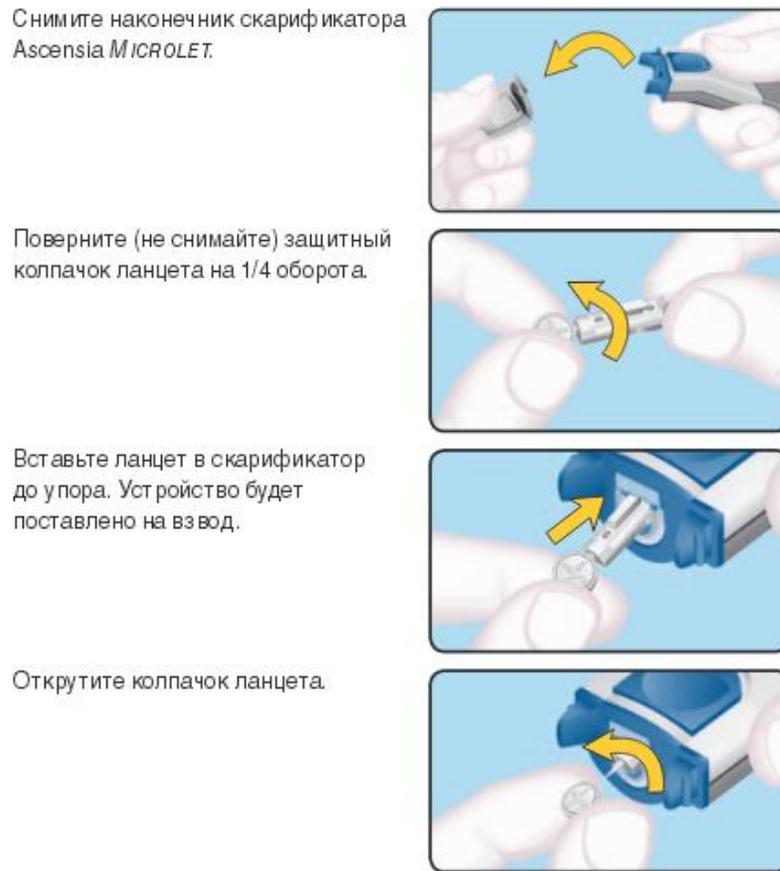 Снимите наконечник скарификатора
Ascensia MICROLET.
Поверните (не снимайте) защитный
колпачок ланцета на 1/4 оборота.
Вставьте ланцет в скарификатор
до упора. Устройство будет
поставлено на взвод.
Открутите колпачок ланцета.